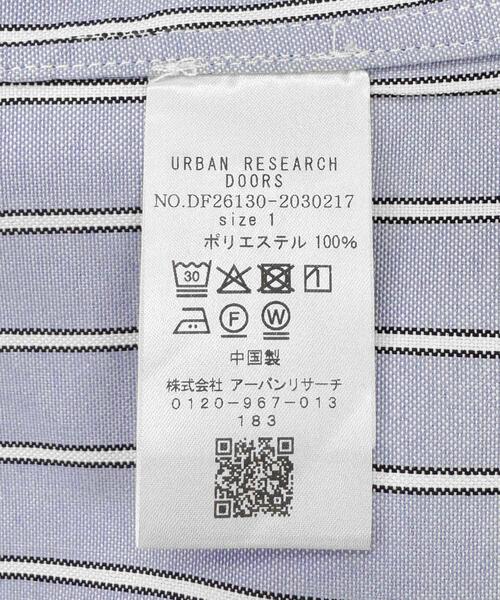 URBAN RESEARCH
DOORS
NO.DF26130-2030217
size 1
ポリエステル 100%
30
F W
中国製
株式会社 アーバンリサーチ
0120-967-013
183